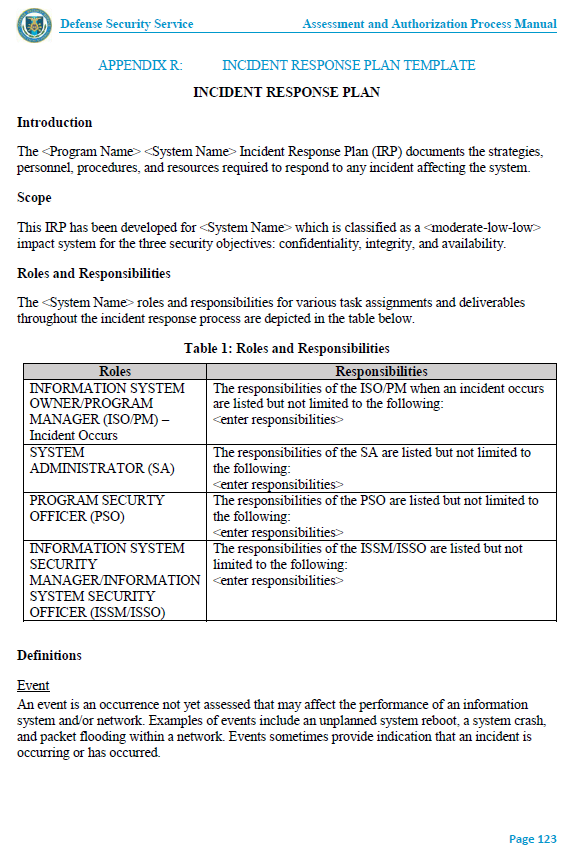 Defense Security Service Assessment and Authorization Process Manual
APPENDIX R: INCIDENT RESPONSE PLAN TEMPLATE
INCIDENT RESPONSE PLAN
Introduction
The <Program Name> <System Name> Incident Response Plan (IRP) documents the strategies,
personnel, procedures, and resources required to respond to any incident affecting the system.
Scope
This IRP has been developed for <System Name> which is classified as a <moderate-low-low>
impact system for the three security objectives: confidentiality, integrity, and availability.
Roles and Responsibilities
The <System Name> roles and responsibilities for various task assignments and deliverables
throughout the incident response process are depicted in the table below.
Table 1: Roles and Responsibilities
Roles Responsibilities
INFORMATION SYSTEM
OWNER/PROGRAM
MANAGER (ISO/PM) –
Incident Occurs
The responsibilities of the ISO/PM when an incident occurs
are listed but not limited to the following:
<enter responsibilities>
SYSTEM
ADMINISTRATOR (SA)
The responsibilities of the SA are listed but not limited to
the following:
<enter responsibilities>
PROGRAM SECURTY
OFFICER (PSO)
The responsibilities of the PSO are listed but not limited to
the following:
<enter responsibilities>
INFORMATION SYSTEM
SECURITY
MANAGER/INFORMATION
SYSTEM SECURITY
OFFICER (ISSM/ISSO)
The responsibilities of the ISSM/ISSO are listed but not
limited to the following:
<enter responsibilities>
Definitions
Event
An event is an occurrence not yet assessed that may affect the performance of an information
system and/or network. Examples of events include an unplanned system reboot, a system crash,
and packet flooding within a network. Events sometimes provide indication that an incident is
occurring or has occurred.
Page 123